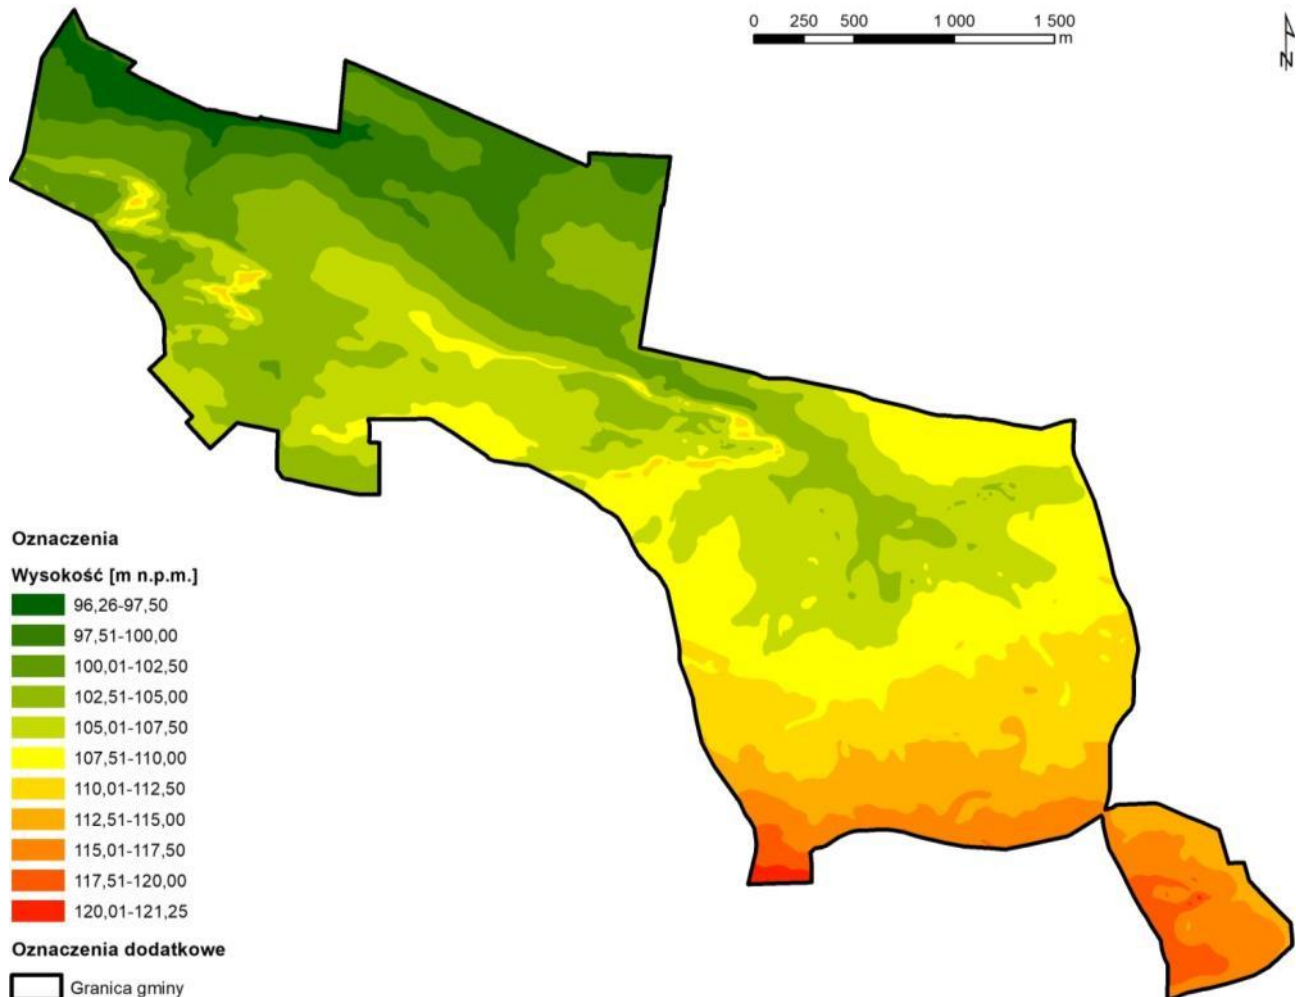 0 250 500 1 000 1 500
m
N
Oznaczenia
Wysokość [m n.p.m.]
96,26-97,50
97,51-100,00
100,01-102,50
102,51-105,00
105,01-107,50
107,51-110,00
110,01-112,50
112,51-115,00
115,01-117,50
117,51-120,00
120,01-121,25
Oznaczenia dodatkowe
Granica gminy